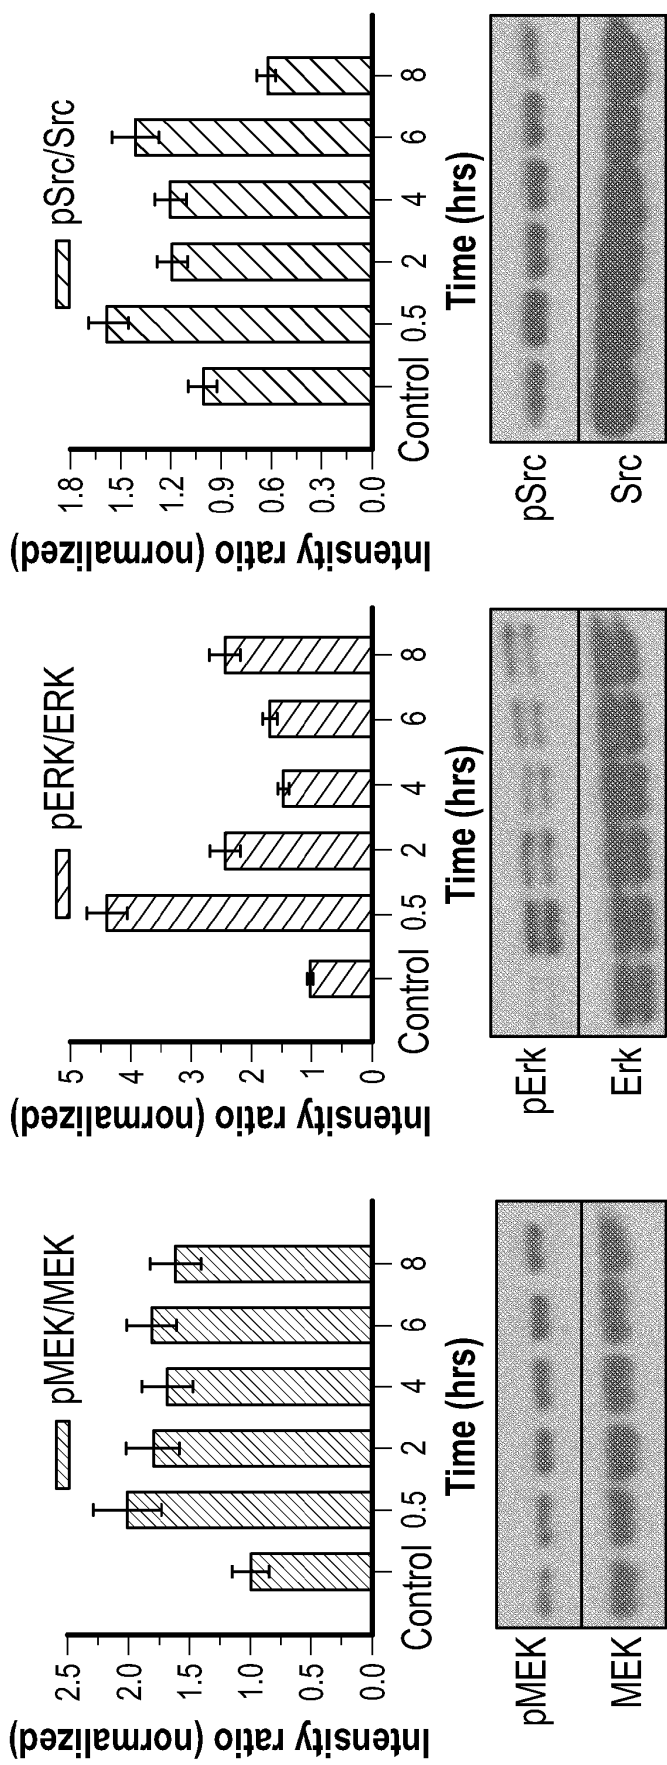 pMEK/MEK
Intensity ratio (normalized)
2.5
2.0
1.5
1.0
0.5
0.0
Control 0.5 2 4 6 8
Time (hrs)
pMEK
MEK
pERK/ERK
Intensity ratio (normalized)
5
4
3
2
1
0
Control 0.5 2 4 6 8
Time (hrs)
pErk
Erk
pSrc/Src
Intensity ratio (normalized)
1.8
1.5
1.2
0.9
0.6
0.3
0.0
Control 0.5 2 4 6 8
Time (hrs)
pSrc
Src